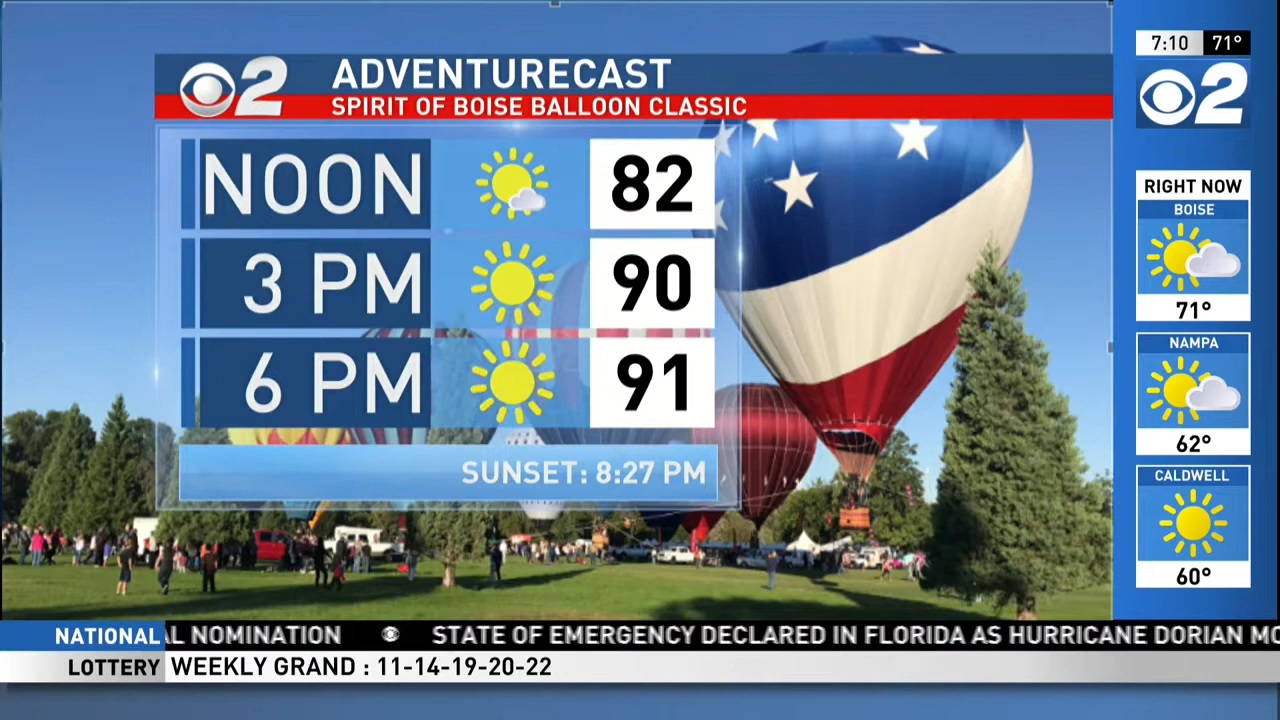 2 ADVENTURECAST
SPIRIT OF BOISE BALLOON CLASSIC
NOON 82
3 PM 90
6 PM 91
SUNSET: 8:27 PM
7:10 71°
2
RIGHT NOW
BOISE
71°
NAMPA
62°
CALDWELL
60°
NATIONAL L NOMINATION STATE OF EMERGENCY DECLARED IN FLORIDA AS HURRICANE DORIAN MO
LOTTERY WEEKLY GRAND : 11-14-19-20-22